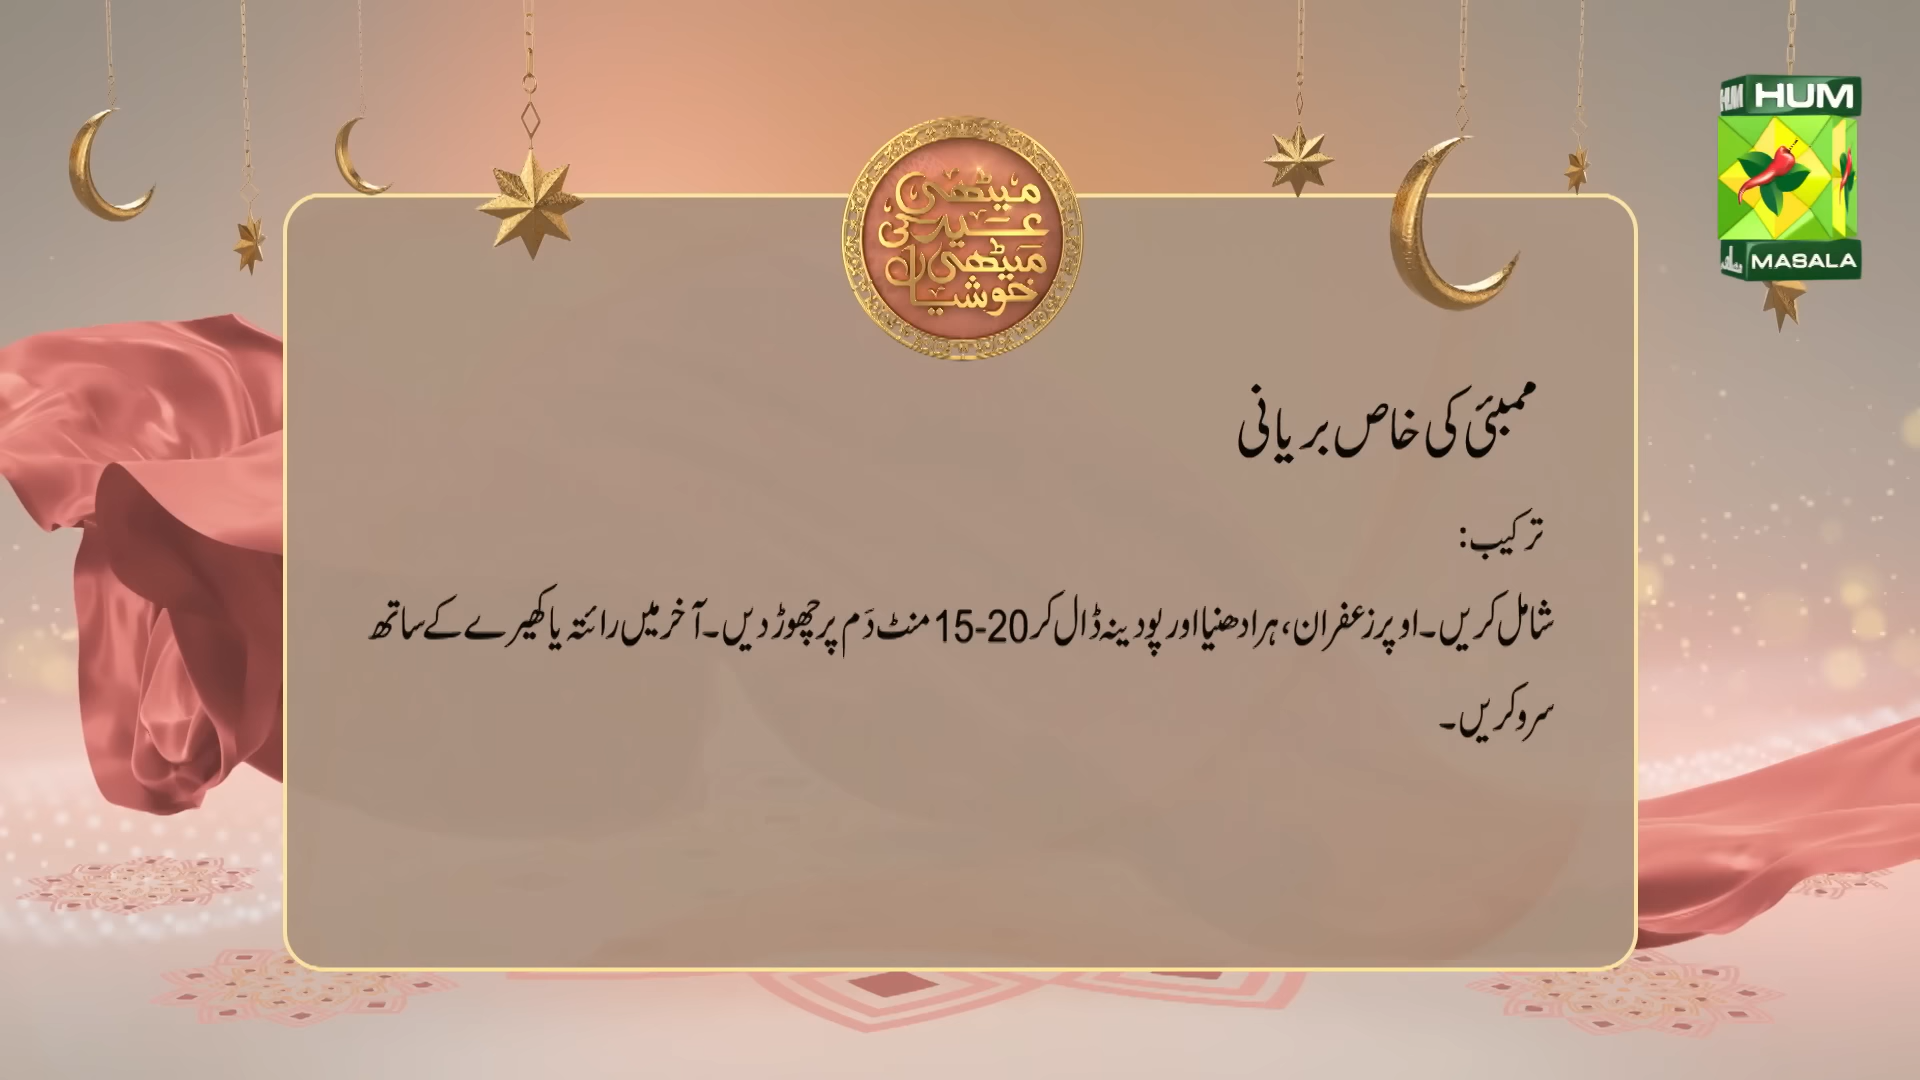 HUM
MASALA
میٹھی
عید کی
میٹھی
خوشیاں
ممبئی کی خاص بریانی
ترکیب:
شامل کریں۔ اوپر زعفران، ہرا دھنیا اور پودینہ ڈال کر 20-15 منٹ دَم پر چھوڑ دیں۔ آخر میں رائتہ یا کھیرے کے ساتھ
سرو کریں۔